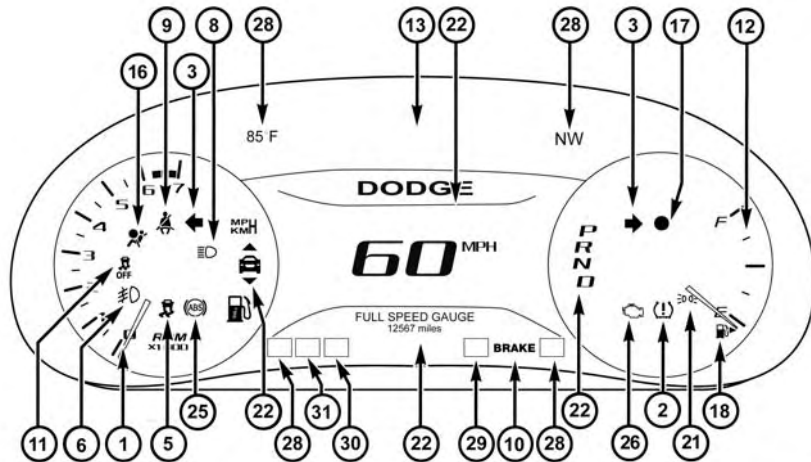 9 8 28 13 22 28 3 17 12
16 3
85°F NW
7
6
5
4
3
DODGE
MPH
KMH
F
P
R
N
D
60 MPH
OFF
ABS
FULL SPEED GAUGE
12567 miles
E
BRAKE
11 6 1 5 25 22 28 31 30 22 29 10 28 22 26 2 21 18